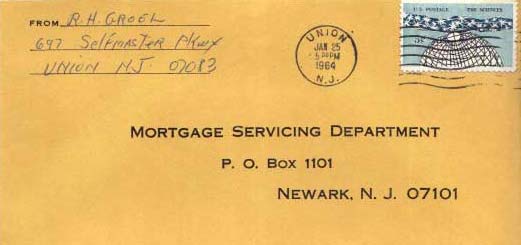 FROM R.H. GROEL
697 Selfmaster Pkwy
UNION N.J. 07083
UNION
JAN 25
PM
1964
N.J.
U.S. POSTAGE THE SCIENCES
5¢
MORTGAGE SERVICING DEPARTMENT
P. O. BOX 1101
NEWARK, N. J. 07101